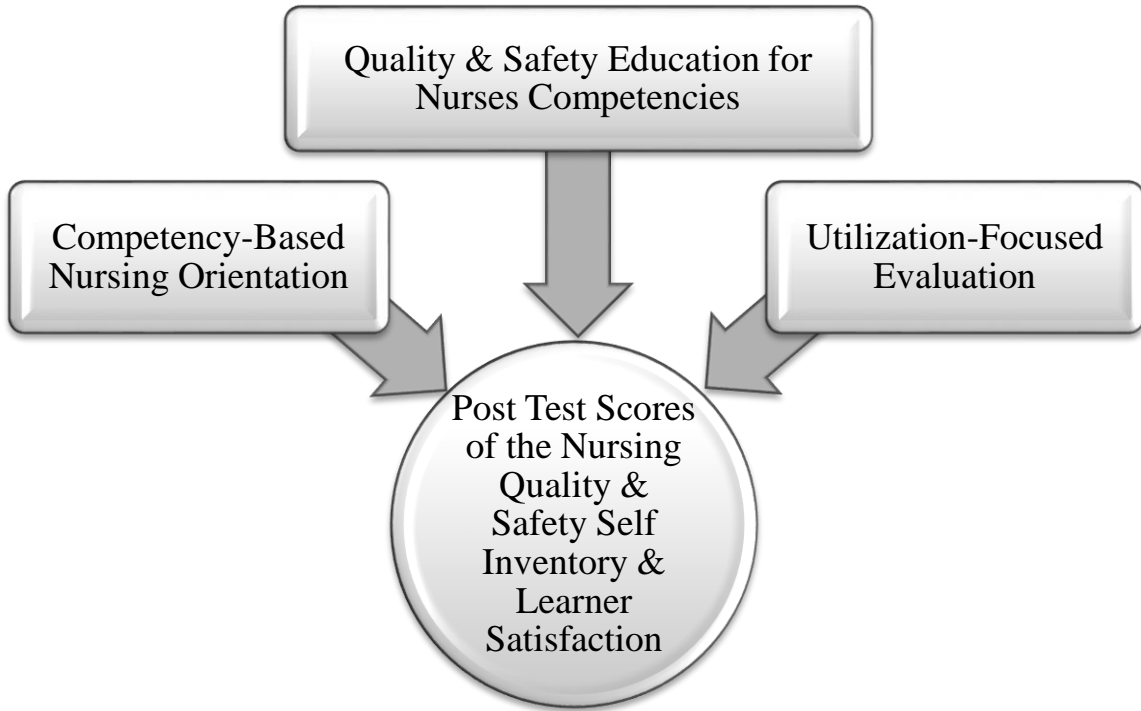 Quality & Safety Education for
Nurses Competencies
Competency-Based
Nursing Orientation
Utilization-Focused
Evaluation
Post Test Scores
of the Nursing
Quality &
Safety Self
Inventory &
Learner
Satisfaction